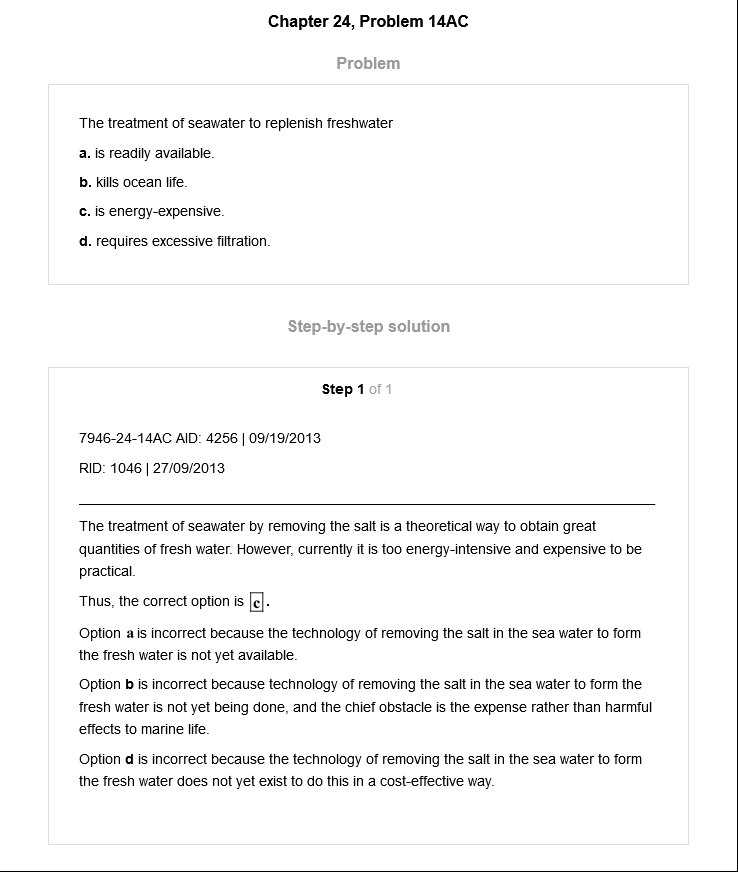 Chapter 24, Problem 14AC
Problem
The treatment of seawater to replenish freshwater
a. is readily available.
b. kills ocean life.
c. is energy-expensive.
d. requires excessive filtration.
Step-by-step solution
Step 1 of 1
7946-24-14AC AID: 4256 | 09/19/2013
RID: 1046 | 27/09/2013
The treatment of seawater by removing the salt is a theoretical way to obtain great
quantities of fresh water. However, currently it is too energy-intensive and expensive to be
practical.
Thus, the correct option is c.
Option a is incorrect because the technology of removing the salt in the sea water to form
the fresh water is not yet available.
Option b is incorrect because technology of removing the salt in the sea water to form the
fresh water is not yet being done, and the chief obstacle is the expense rather than harmful
effects to marine life.
Option d is incorrect because the technology of removing the salt in the sea water to form
the fresh water does not yet exist to do this in a cost-effective way.